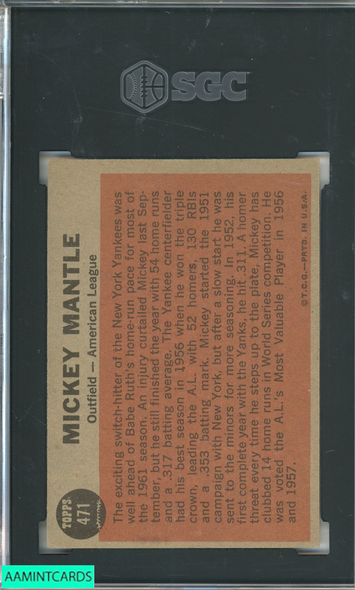 SGC
TOPPS
471
MICKEY MANTLE
Outfield — American League
The exciting switch-hitter of the New York Yankees was
well ahead of Babe Ruth's home-run pace for most of
the 1961 season. An injury curtailed Mickey last Sep-
tember, but he still finished the year with 54 home runs
and a .317 batting average. The Yankee centerfielder
had his best season in 1956 when he won the triple
crown, leading the A.L. with 52 homers, 130 RBIs
and a .353 batting mark. Mickey started the 1951
campaign with New York, but after a slow start he was
sent to the minors for more seasoning. In 1952, his
first complete year with the Yanks, he hit .311. A homer
threat every time he steps up to the plate, Mickey has
clubbed 14 home runs in World Series competition. He
was voted the A.L.'s Most Valuable Player in 1956
and 1957.
© T.C.G.—PRTD. IN U.S.A.
AAMINTCARDS